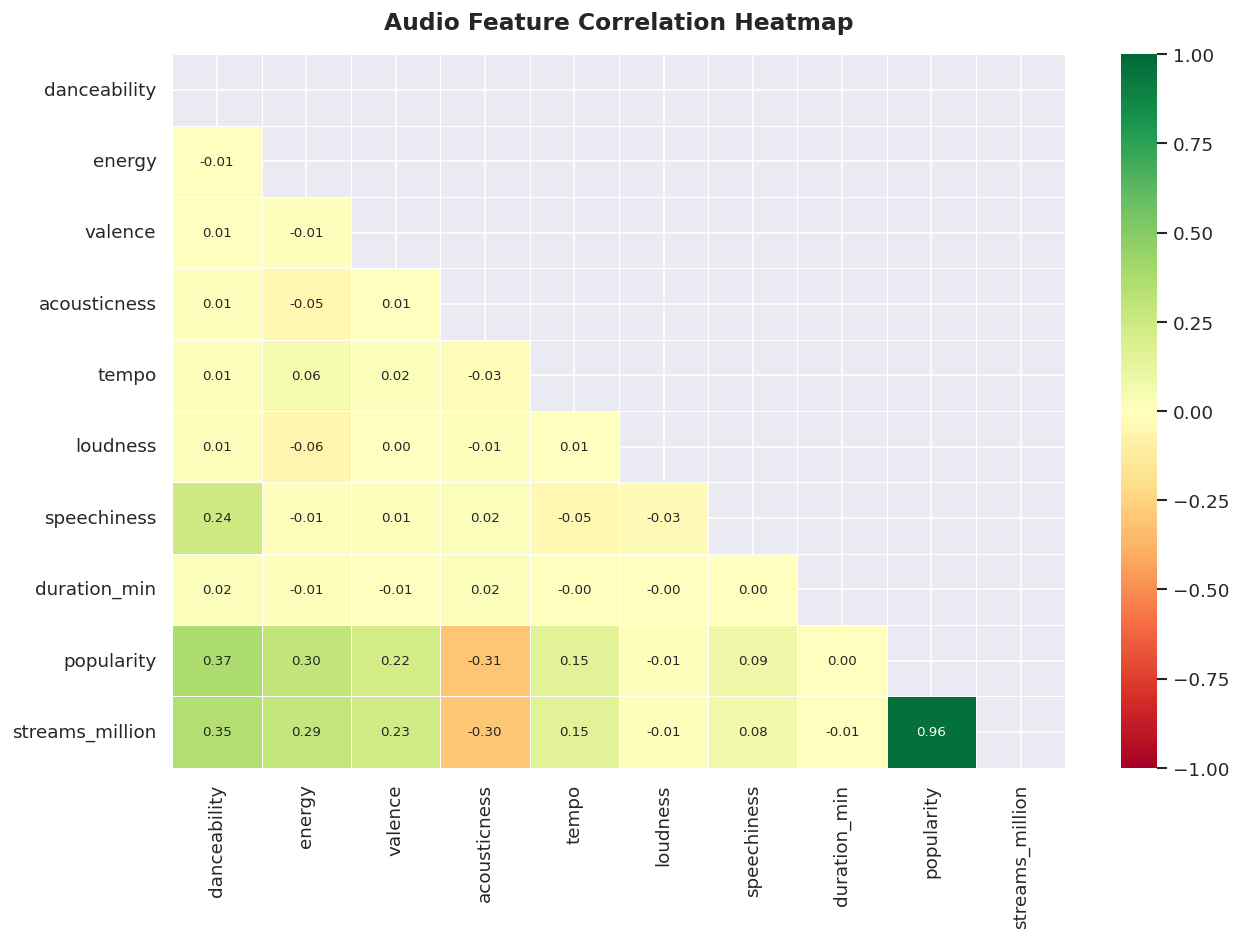 Audio Feature Correlation Heatmap
danceability
energy -0.01
valence 0.01 -0.01
acousticness 0.01 -0.05 0.01
tempo 0.01 0.06 0.02 -0.03
loudness 0.01 -0.06 0.00 -0.01 0.01
speechiness 0.24 -0.01 0.01 0.02 -0.05 -0.03
duration_min 0.02 -0.01 -0.01 0.02 -0.00 -0.00 0.00
popularity 0.37 0.30 0.22 -0.31 0.15 -0.01 0.09 0.00
streams_million 0.35 0.29 0.23 -0.30 0.15 -0.01 0.08 -0.01 0.96
danceability energy valence acousticness tempo loudness speechiness duration_min popularity streams_million
1.00
0.75
0.50
0.25
0.00
−0.25
−0.50
−0.75
−1.00